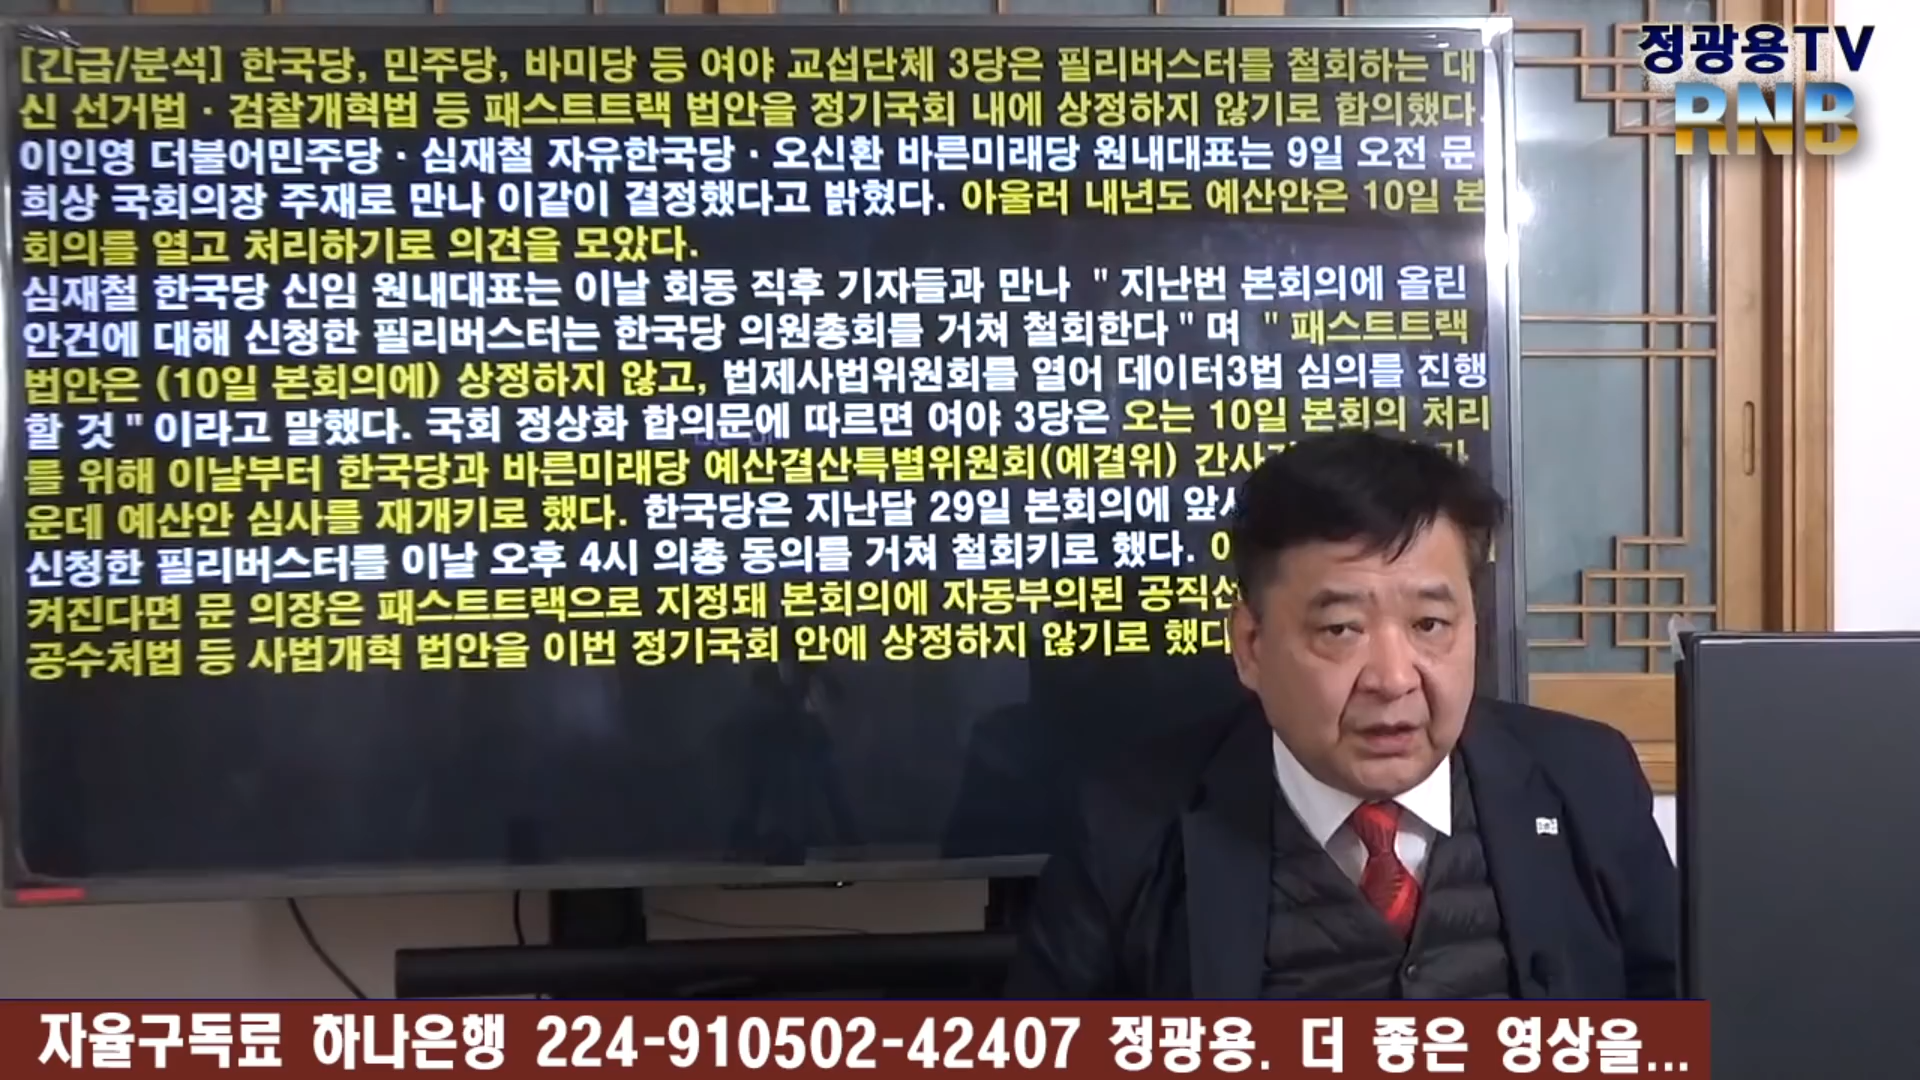 정광용TV
RNB
[긴급/분석] 한국당, 민주당, 바미당 등 여야 교섭단체 3당은 필리버스터를 철회하는 대
신 선거법·검찰개혁법 등 패스트트랙 법안을 정기국회 내에 상정하지 않기로 합의했다.
이인영 더불어민주당·심재철 자유한국당·오신환 바른미래당 원내대표는 9일 오전 문
희상 국회의장 주재로 만나 이같이 결정했다고 밝혔다. 아울러 내년도 예산안은 10일 본
회의를 열고 처리하기로 의견을 모았다.
심재철 한국당 신임 원내대표는 이날 회동 직후 기자들과 만나 "지난번 본회의에 올린
안건에 대해 신청한 필리버스터는 한국당 의원총회를 거쳐 철회한다"며 "패스트트랙
법안은 (10일 본회의에) 상정하지 않고, 법제사법위원회를 열어 데이터3법 심의를 진행
할 것"이라고 말했다. 국회 정상화 합의문에 따르면 여야 3당은 오는 10일 본회의 처리
를 위해 이날부터 한국당과 바른미래당 예산결산특별위원회(예결위) 간사
운데 예산안 심사를 재개키로 했다. 한국당은 지난달 29일 본회의에
신청한 필리버스터를 이날 오후 4시 의총 동의를 거쳐 철회키로 했다.
켜진다면 문 의장은 패스트트랙으로 지정돼 본회의에 자동부의된
공수처법 등 사법개혁 법안을 이번 정기국회 안에 상정하지 않기로 했다
자율구독료 하나은행 224-910502-42407 정광용. 더 좋은 영상을...